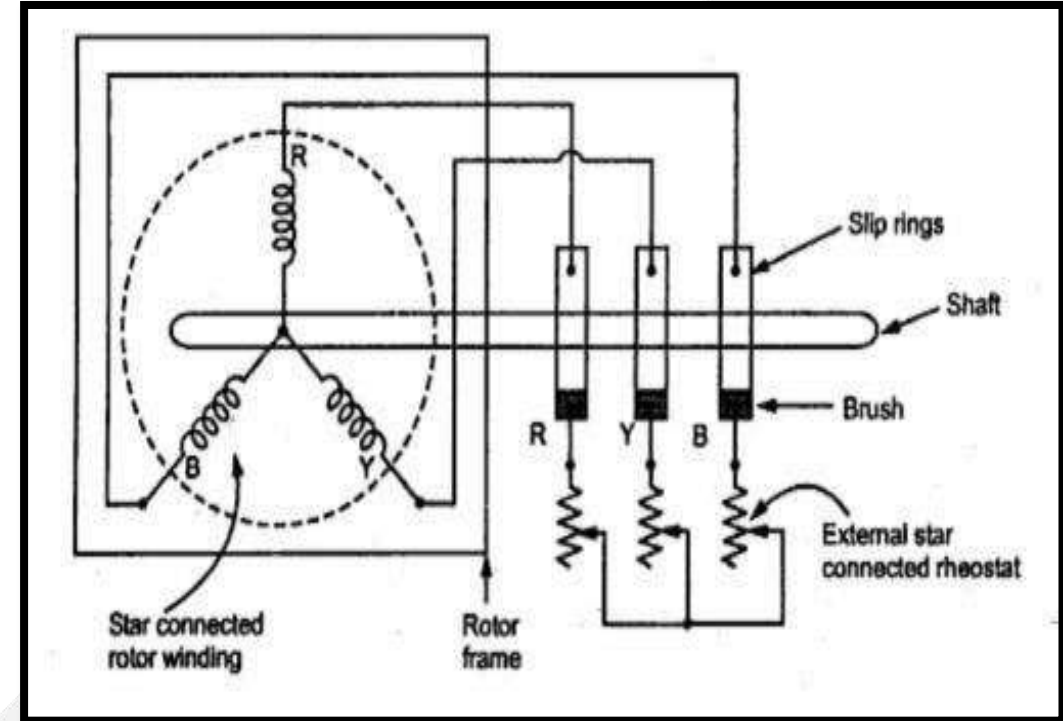 R
Slip rings
Shaft
Brush
R Y B
B
Y
External star
connected rheostat
Star connected
rotor winding
Rotor
frame